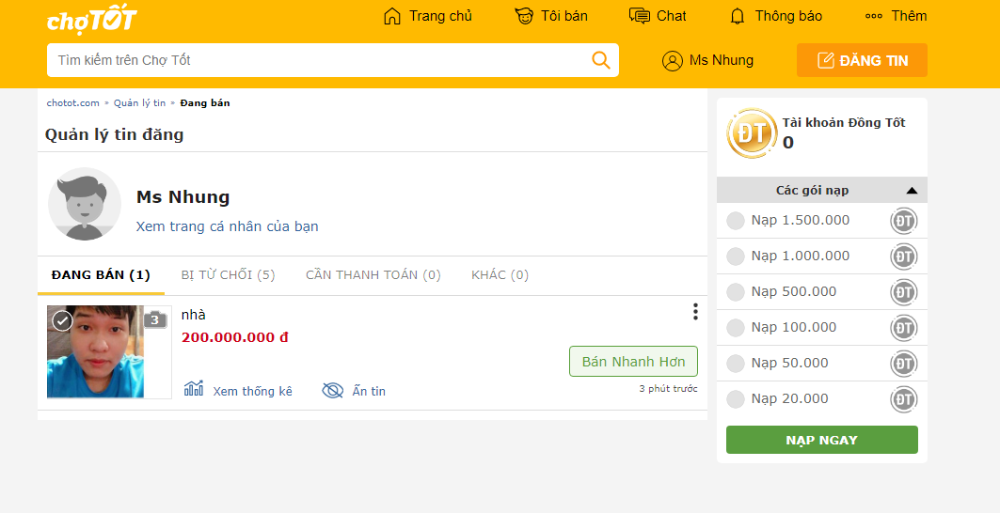 chợTỐT
Trang chủ
Tôi bán
Chat
Thông báo
Thêm
Tìm kiếm trên Chợ Tốt
Ms Nhung
ĐĂNG TIN
chotot.com » Quản lý tin » Đang bán
Quản lý tin đăng
Ms Nhung
Xem trang cá nhân của bạn
ĐANG BÁN (1)
BỊ TỪ CHỐI (5)
CẦN THANH TOÁN (0)
KHÁC (0)
3
nhà
200.000.000 đ
Bán Nhanh Hơn
Xem thống kê
Ẩn tin
3 phút trước
ĐT
Tài khoản Đồng Tốt
0
Các gói nạp
Nạp 1.500.000 ĐT
Nạp 1.000.000 ĐT
Nạp 500.000 ĐT
Nạp 100.000 ĐT
Nạp 50.000 ĐT
Nạp 20.000 ĐT
NẠP NGAY